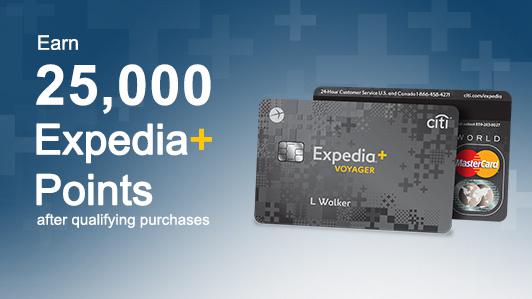 Earn
25,000
Expedia+
Points
after qualifying purchases
24-Hour Customer Service U.S. and Canada 1-866-458-4271
citi.com/expedia
citi
WORLD
MasterCard
Expedia+
VOYAGER
L Walker